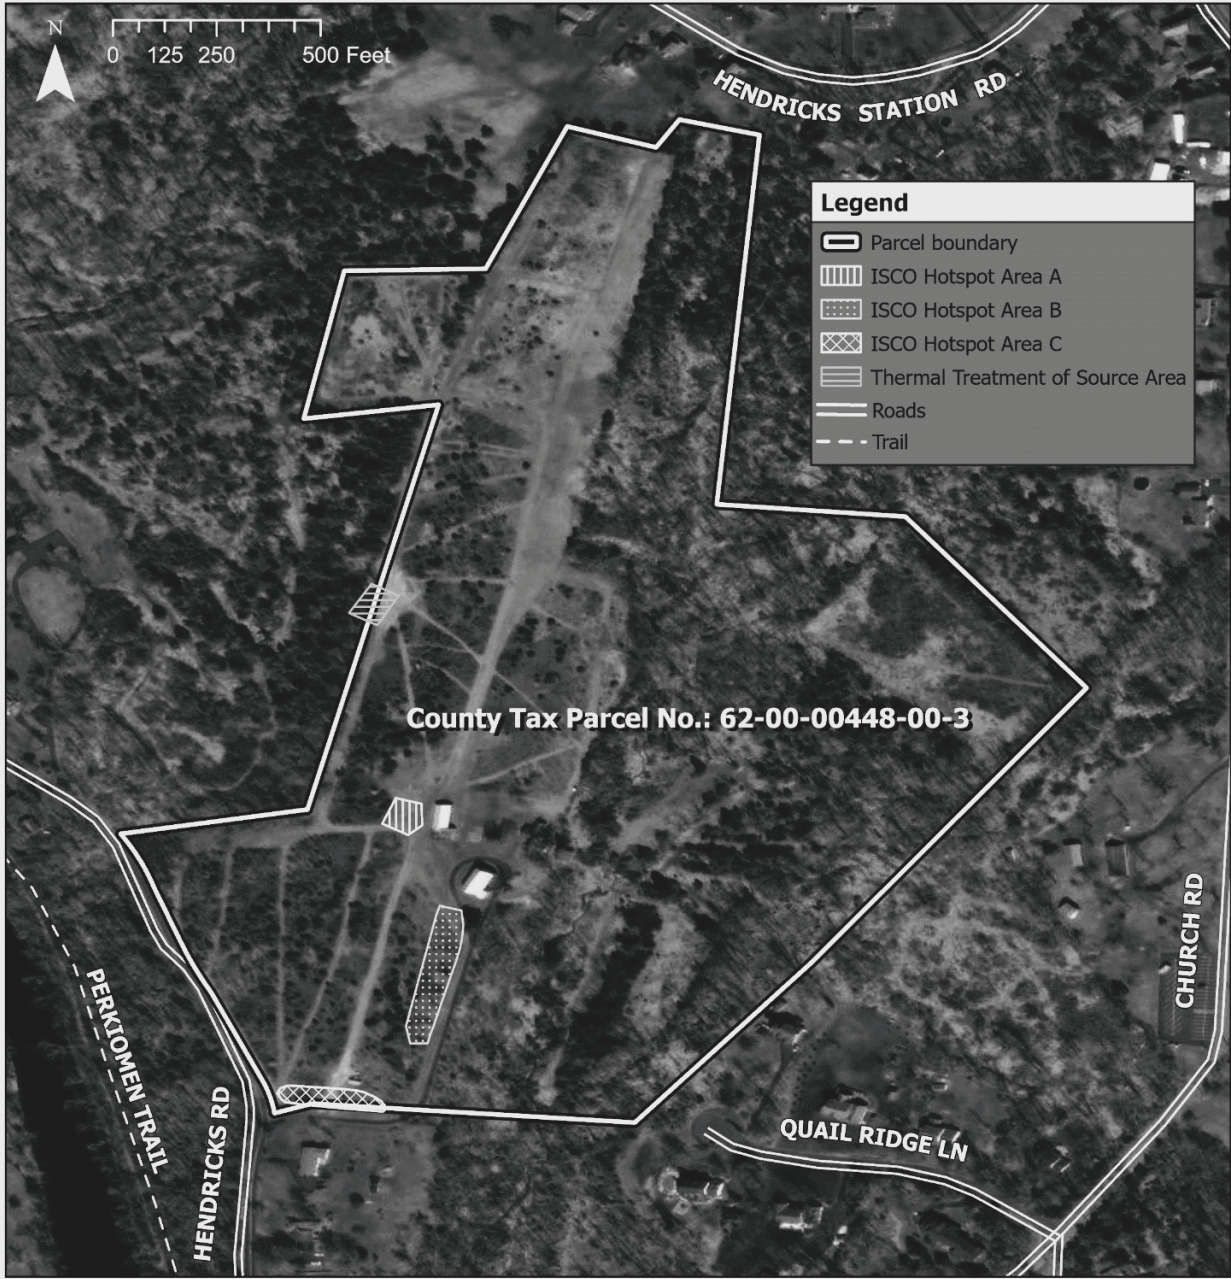 N
0 125 250 500 Feet
HENDRICKS STATION RD
Legend
Parcel boundary
ISCO Hotspot Area A
ISCO Hotspot Area B
ISCO Hotspot Area C
Thermal Treatment of Source Area
Roads
Trail
County Tax Parcel No.: 62-00-00448-00-3
CHURCH RD
PERKIOMEN TRAIL
HENDRICKS RD
QUAIL RIDGE LN